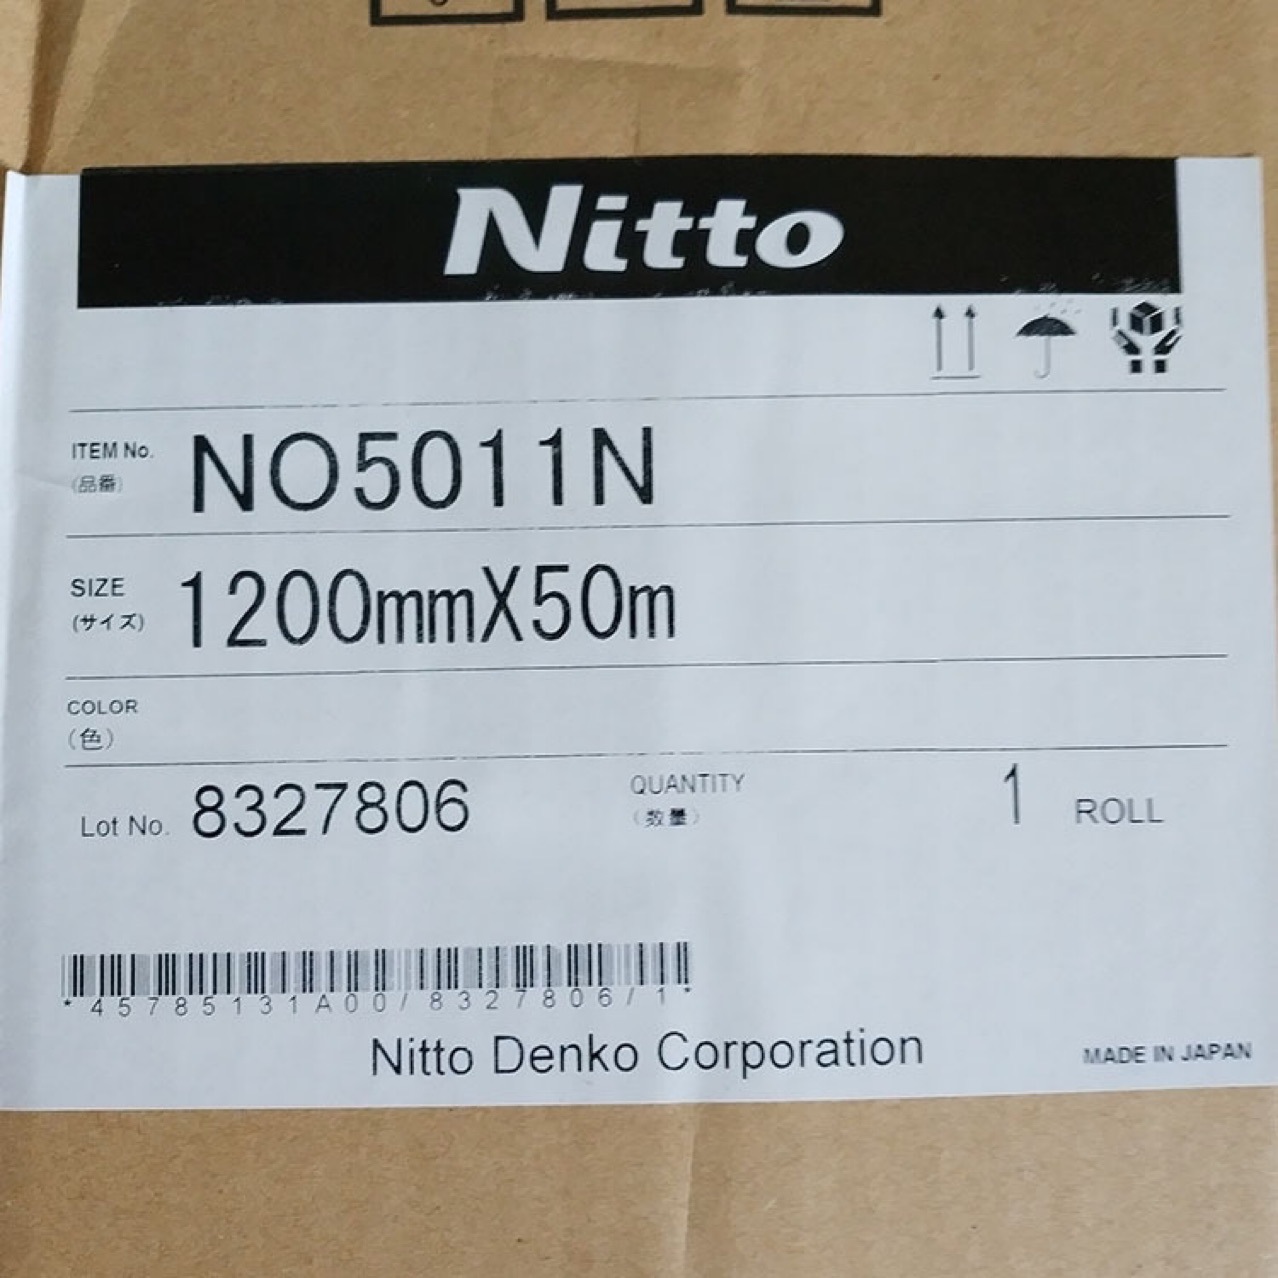 Nitto
ITEM No. NO5011N
(品番)
SIZE 1200mmX50m
(サイズ)
COLOR
(色)
Lot No. 8327806 QUANTITY 1 ROLL
(数量)
*45785131A00/8327806/1*
Nitto Denko Corporation MADE IN JAPAN